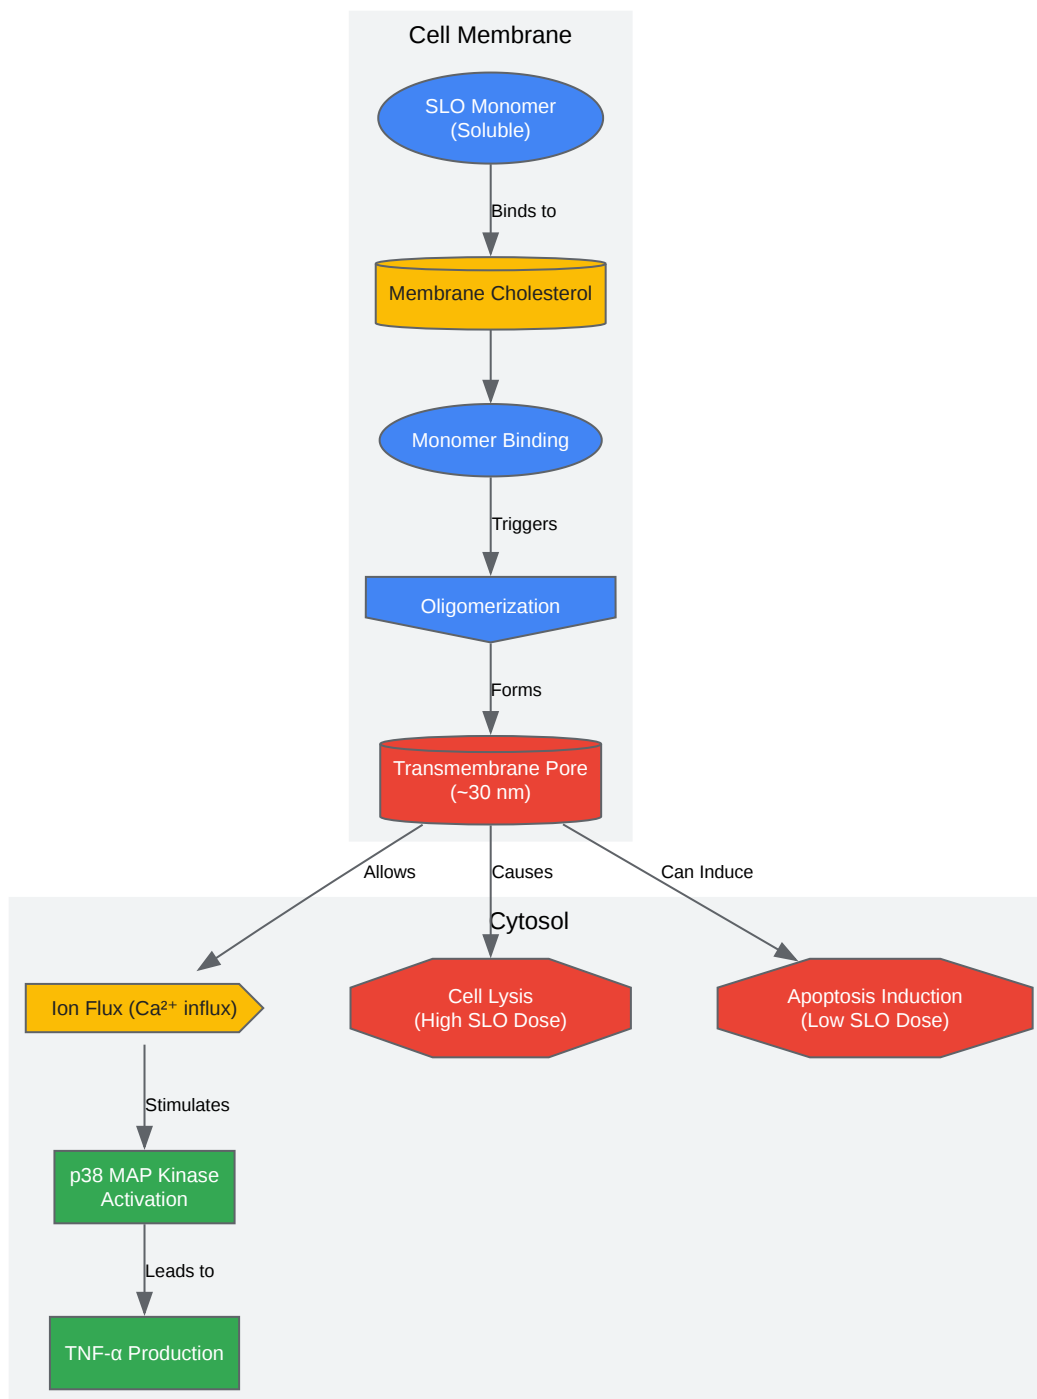 Cell Membrane
SLO Monomer
(Soluble)
Binds to
Membrane Cholesterol
Monomer Binding
Triggers
Oligomerization
Forms
Transmembrane Pore
(~30 nm)
Allows
Causes
Can Induce
Cytosol
Ion Flux (Ca²⁺ influx)
Cell Lysis
(High SLO Dose)
Apoptosis Induction
(Low SLO Dose)
Stimulates
p38 MAP Kinase
Activation
Leads to
TNF-α Production